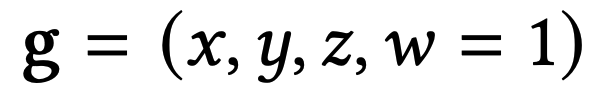 g = (x, y, z, w = 1)